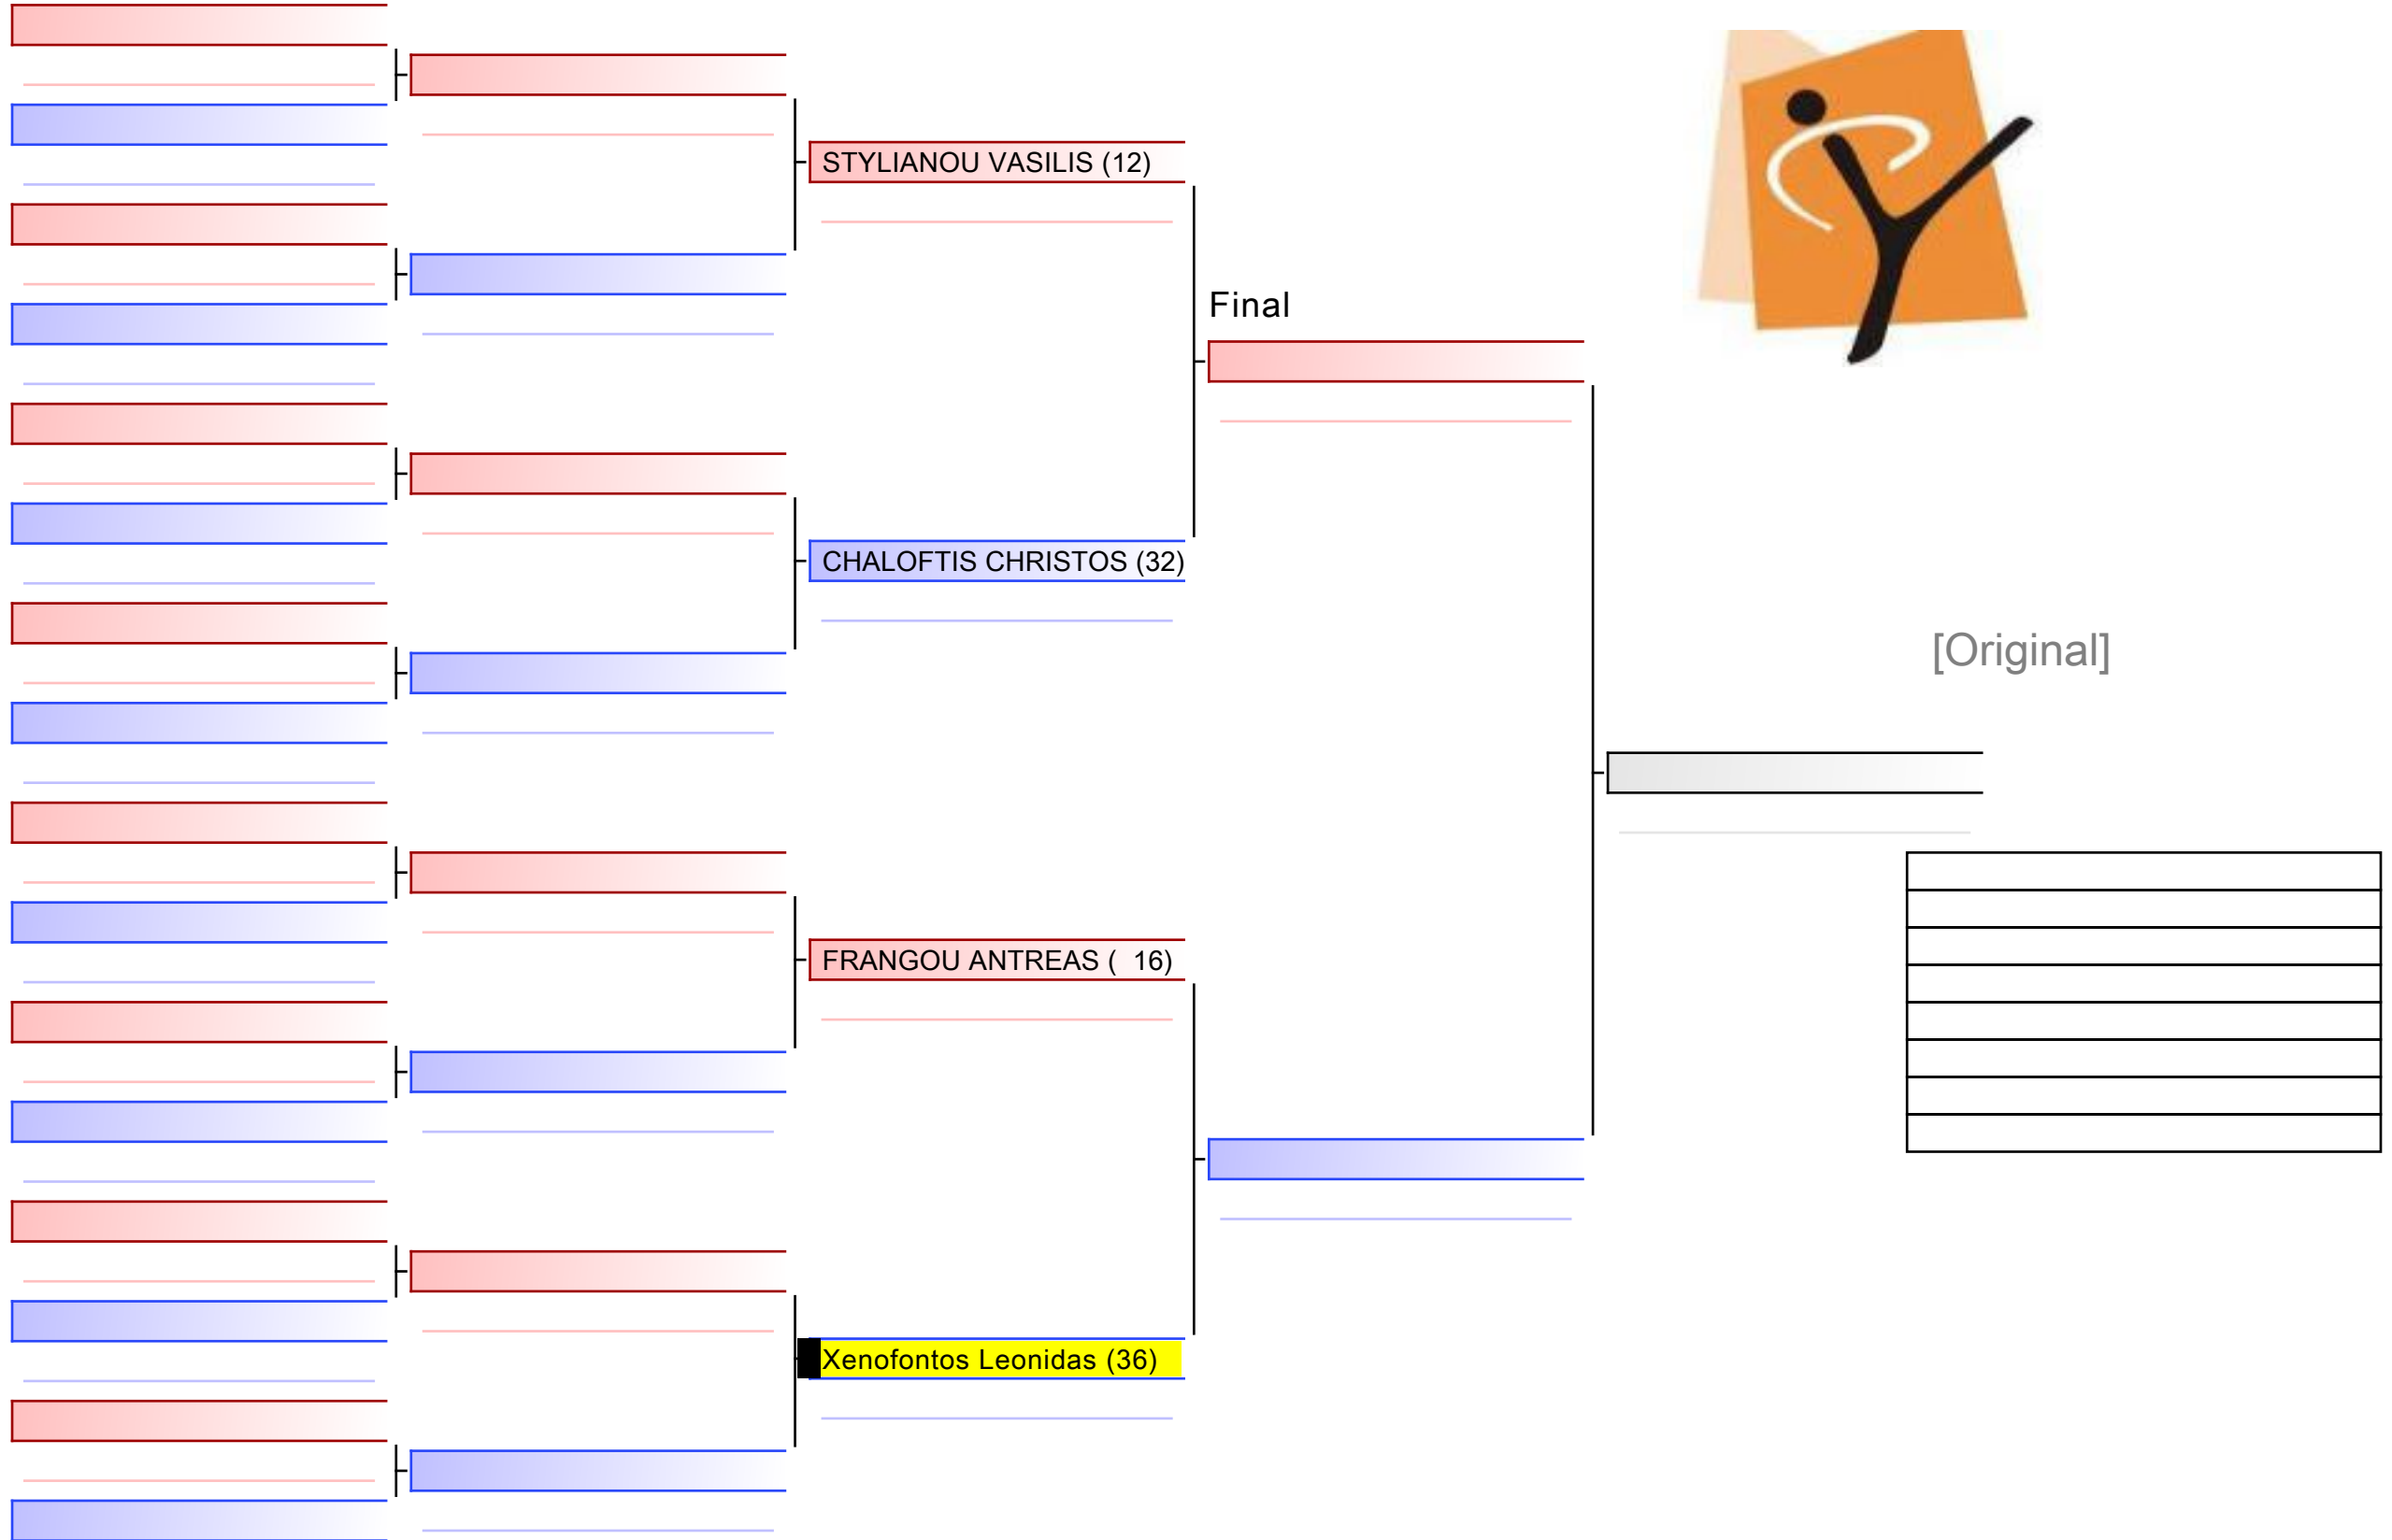 STYLIANOU VASILIS (12)
Final
CHALOFTIS CHRISTOS (32)
[Original]
FRANGOU ANTREAS (  16)
Xenofontos Leonidas (36)